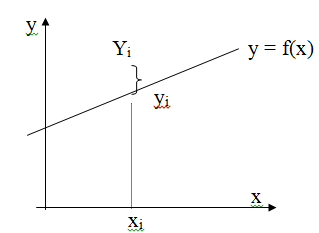 y
Yᵢ
y = f(x)
yᵢ
x
xᵢ